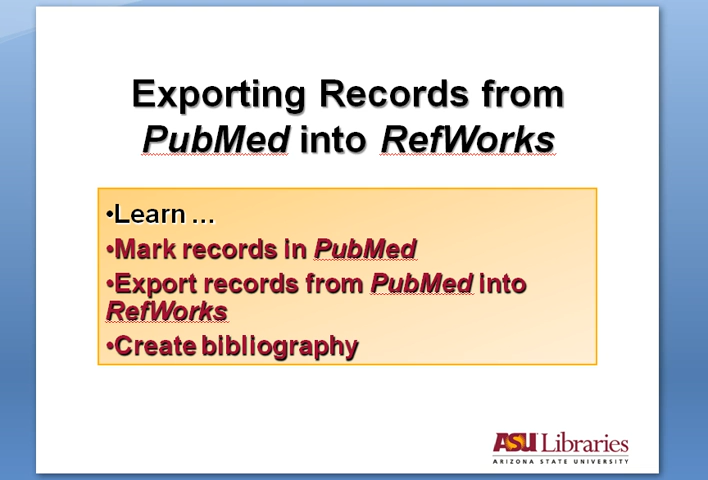 Exporting Records from
PubMed into RefWorks
•Learn ...
•Mark records in PubMed
•Export records from PubMed into
RefWorks
•Create bibliography
ASU Libraries
ARIZONA STATE UNIVERSITY